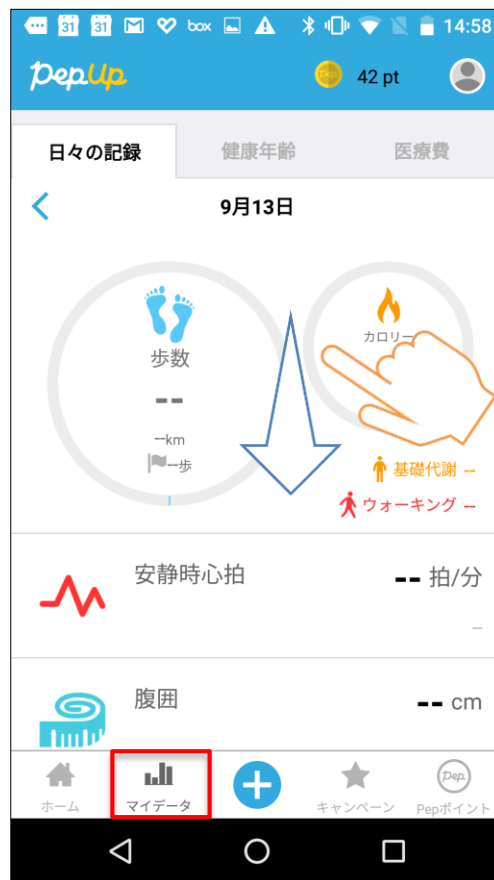 31 31 box 14:58
PepUp 42 pt
日々の記録 健康年齢 医療費
9月13日
歩数
--
--km
--歩
カロリー
基礎代謝 --
ウォーキング --
安静時心拍 -- 拍/分
--
腹囲 -- cm
ホーム マイデータ キャンペーン Pep Pepポイント